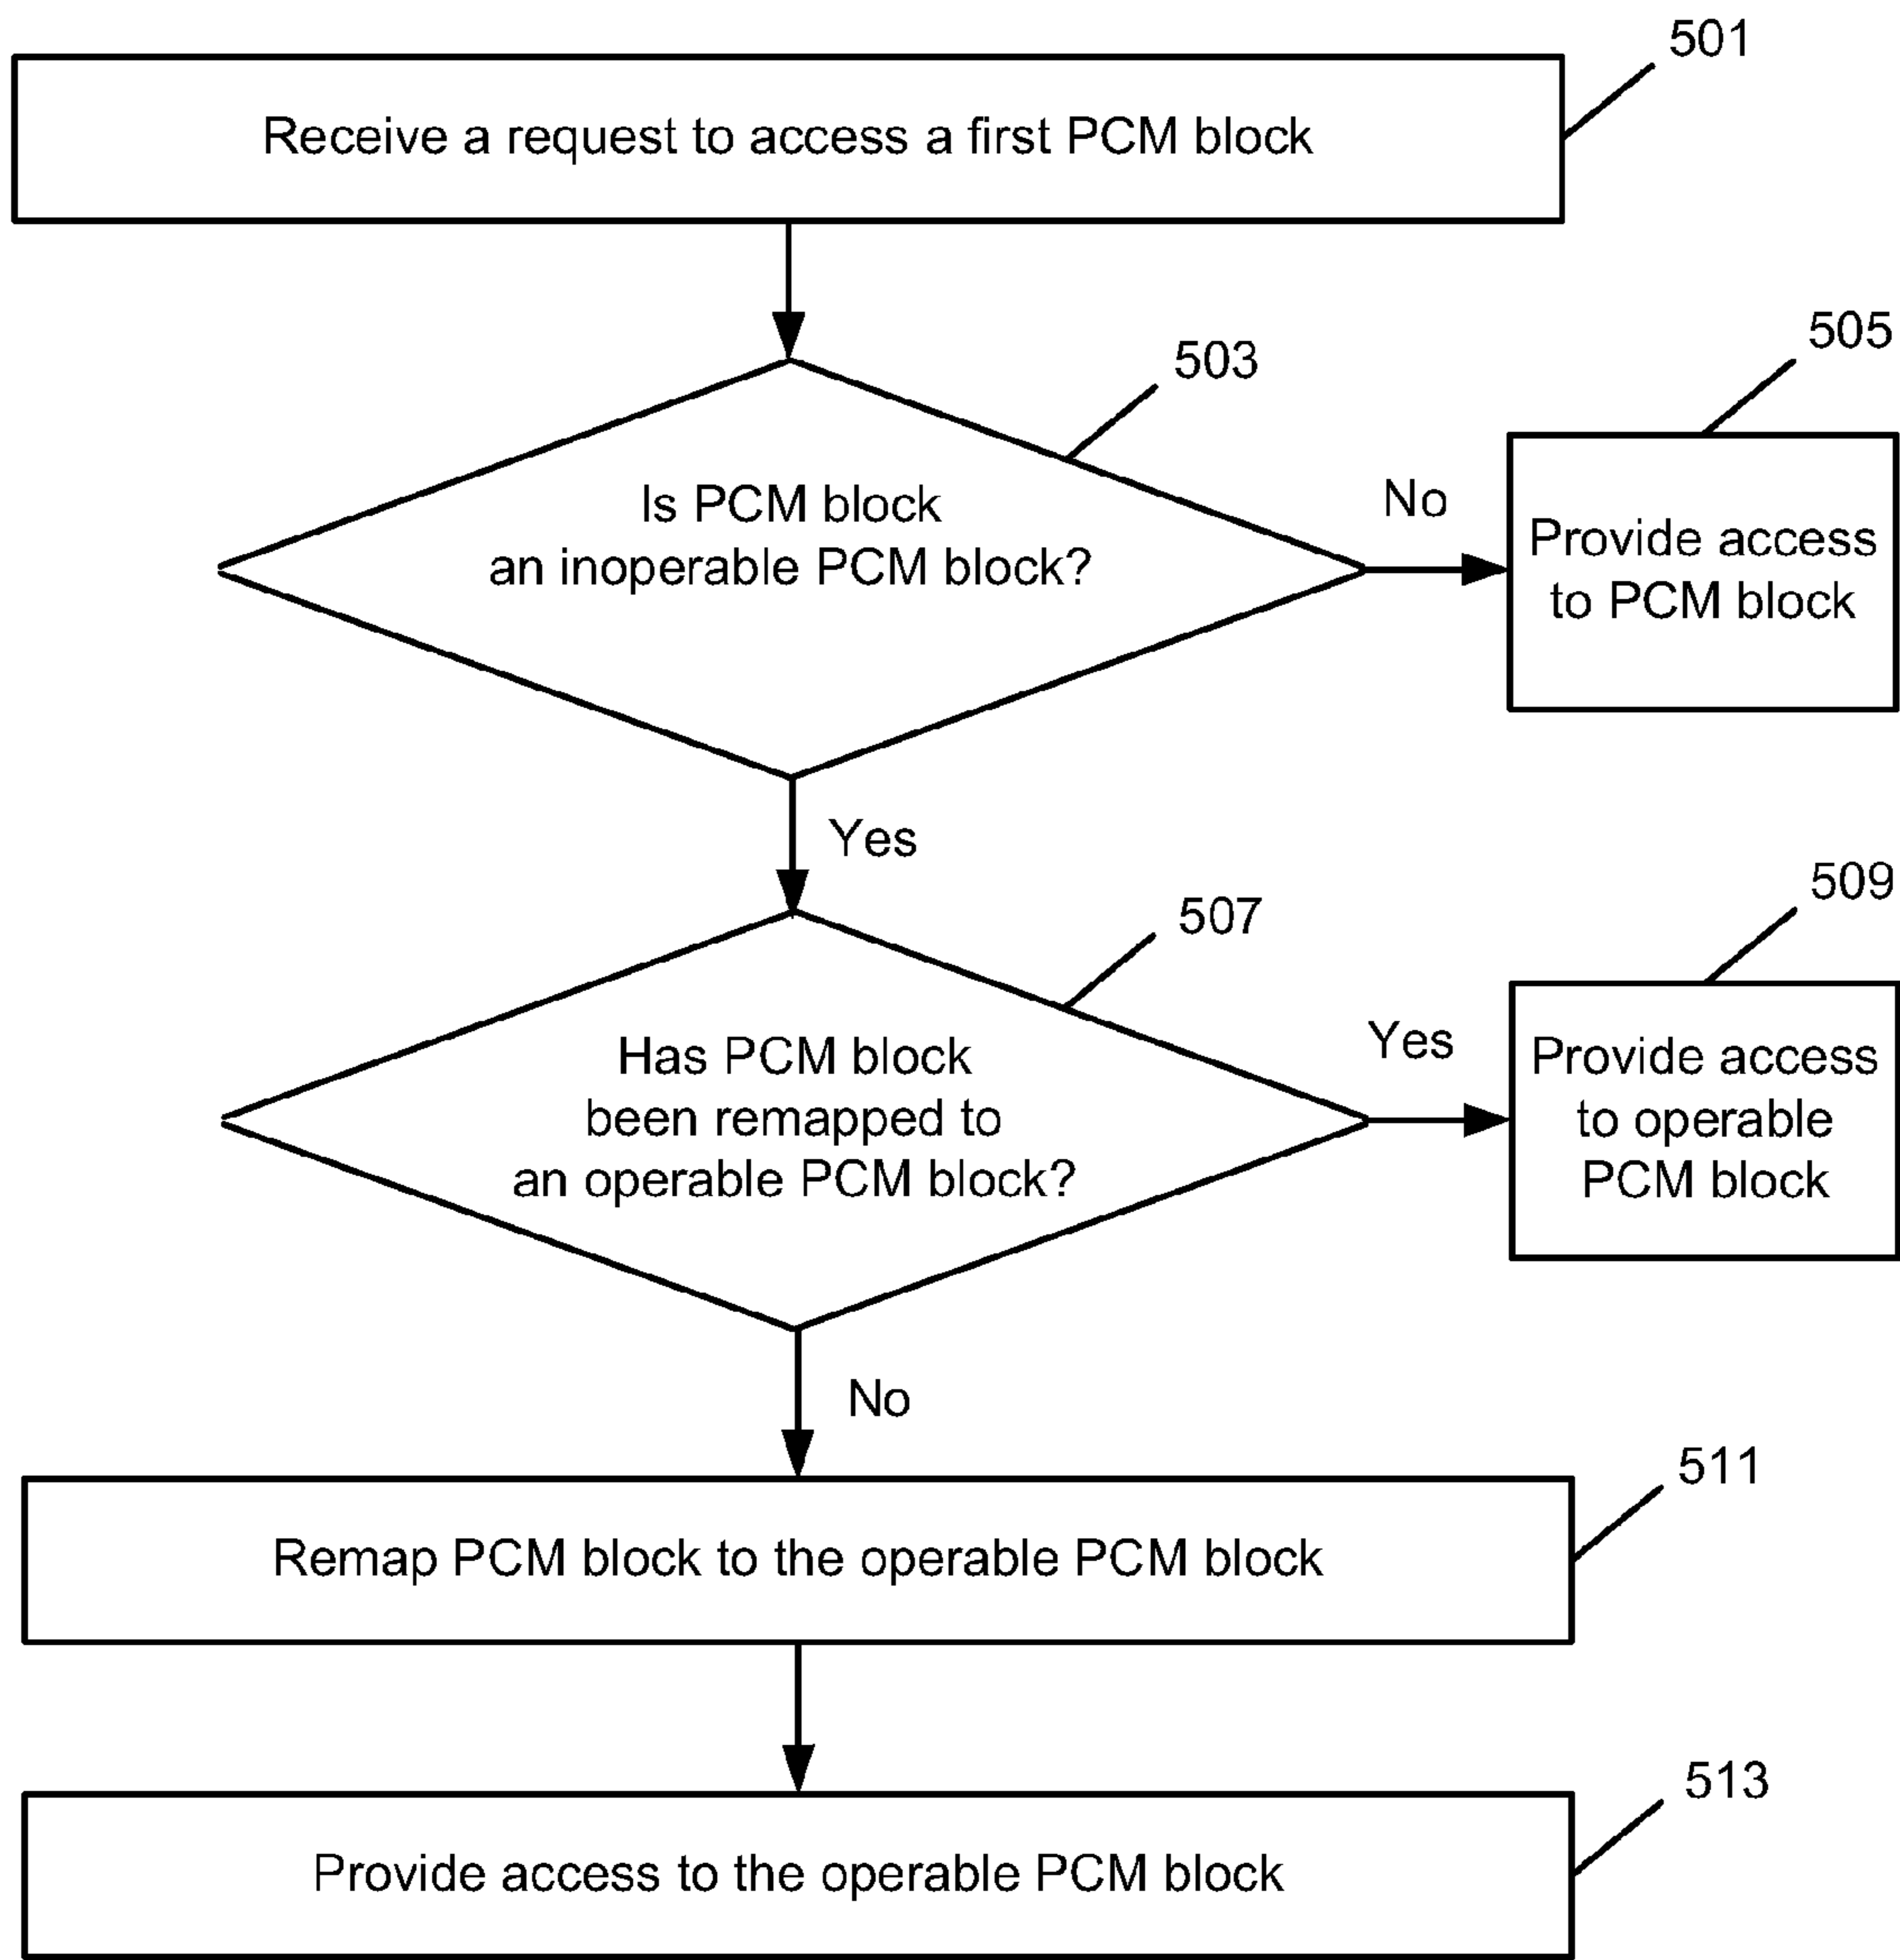 501
Receive a request to access a first PCM block
503
Is PCM block
an inoperable PCM block?
No
505
Provide access
to PCM block
Yes
507
Has PCM block
been remapped to
an operable PCM block?
Yes
509
Provide access
to operable
PCM block
No
511
Remap PCM block to the operable PCM block
513
Provide access to the operable PCM block